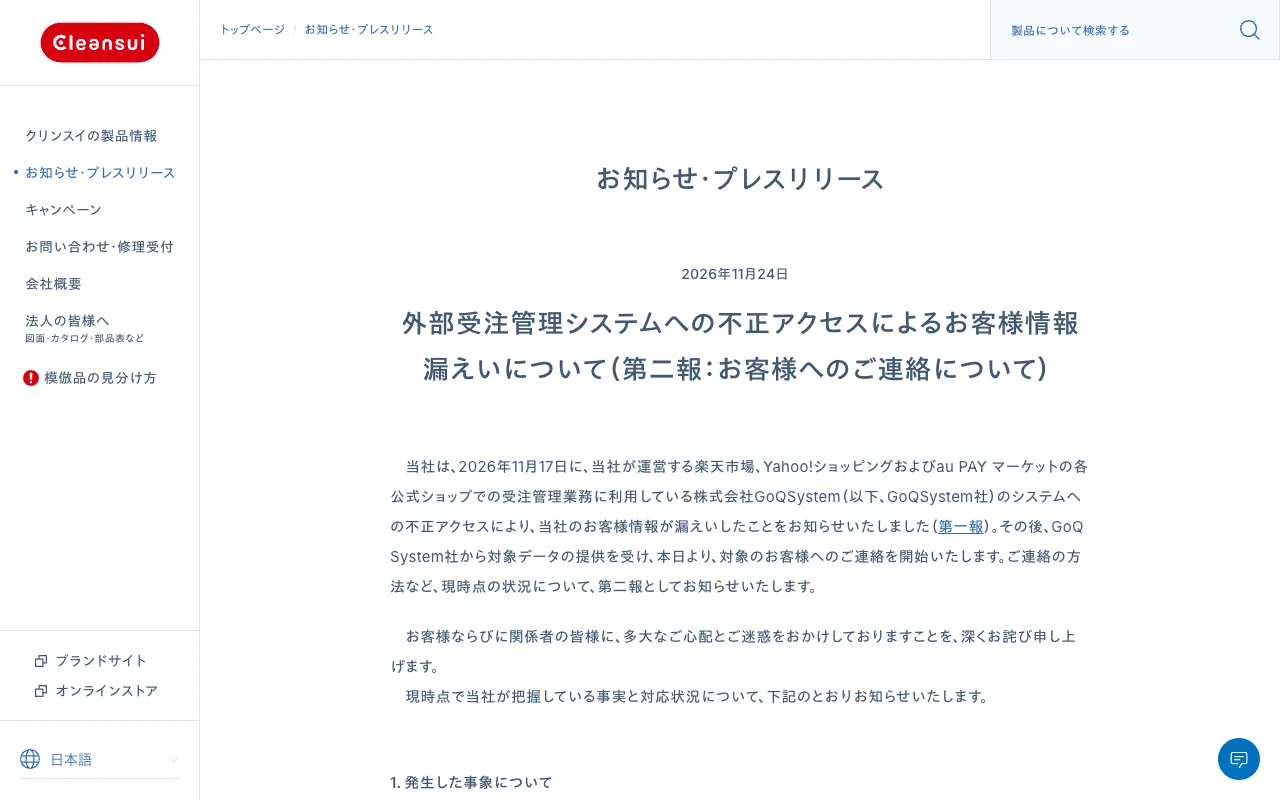 Cleansui
トップページ / お知らせ・プレスリリース
製品について検索する
クリンスイの製品情報
お知らせ・プレスリリース
キャンペーン
お問い合わせ・修理受付
会社概要
法人の皆様へ
図面・カタログ・部品表など
模倣品の見分け方
ブランドサイト
オンラインストア
日本語
お知らせ・プレスリリース
2026年11月24日
外部受注管理システムへの不正アクセスによるお客様情報
漏えいについて（第二報：お客様へのご連絡について）
当社は、2026年11月17日に、当社が運営する楽天市場、Yahoo!ショッピングおよびau PAY マーケットの各
公式ショップでの受注管理業務に利用している株式会社GoQSystem（以下、GoQSystem社）のシステムへ
の不正アクセスにより、当社のお客様情報が漏えいしたことをお知らせいたしました（第一報）。その後、GoQ
System社から対象データの提供を受け、本日より、対象のお客様へのご連絡を開始いたします。ご連絡の方
法など、現時点の状況について、第二報としてお知らせいたします。
お客様ならびに関係者の皆様に、多大なご心配とご迷惑をおかけしておりますことを、深くお詫び申し上
げます。
現時点で当社が把握している事実と対応状況について、下記のとおりお知らせいたします。
1. 発生した事象について